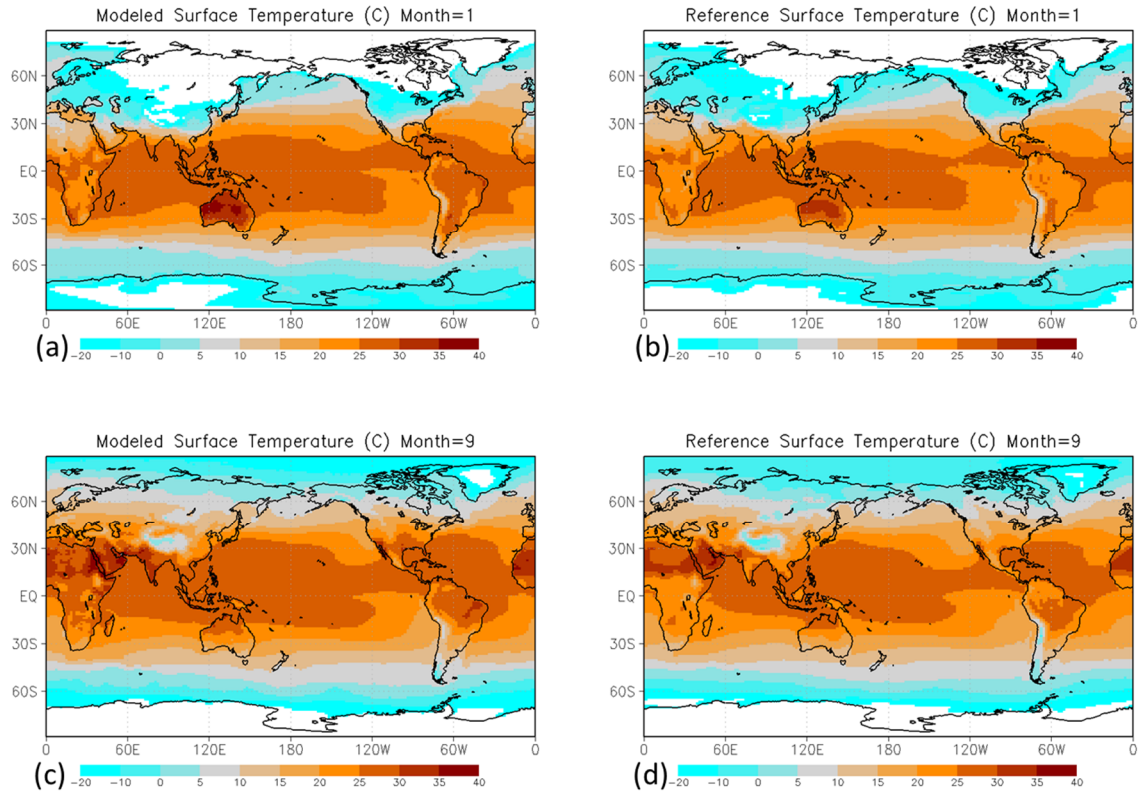 Modeled Surface Temperature (C) Month=1
60N
30N
EQ
30S
60S
0 60E 120E 180 120W 60W 0
(a) −20 −10 0 5 10 15 20 25 30 35 40
Reference Surface Temperature (C) Month=1
60N
30N
EQ
30S
60S
0 60E 120E 180 120W 60W 0
(b) −20 −10 0 5 10 15 20 25 30 35 40
Modeled Surface Temperature (C) Month=9
60N
30N
EQ
30S
60S
0 60E 120E 180 120W 60W 0
(c) −20 −10 0 5 10 15 20 25 30 35 40
Reference Surface Temperature (C) Month=9
60N
30N
EQ
30S
60S
0 60E 120E 180 120W 60W 0
(d) −20 −10 0 5 10 15 20 25 30 35 40